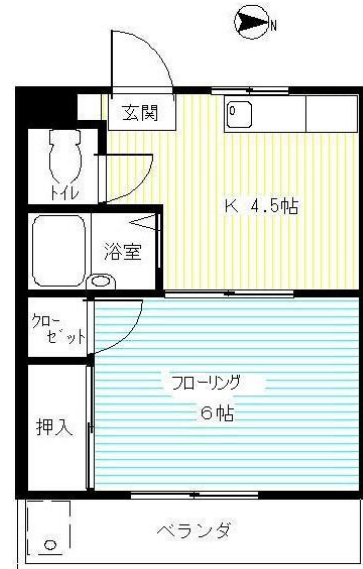 N
玄関
トイレ
K 4.5帖
浴室
クロー
ゼット
フローリング
6帖
押入
ベランダ